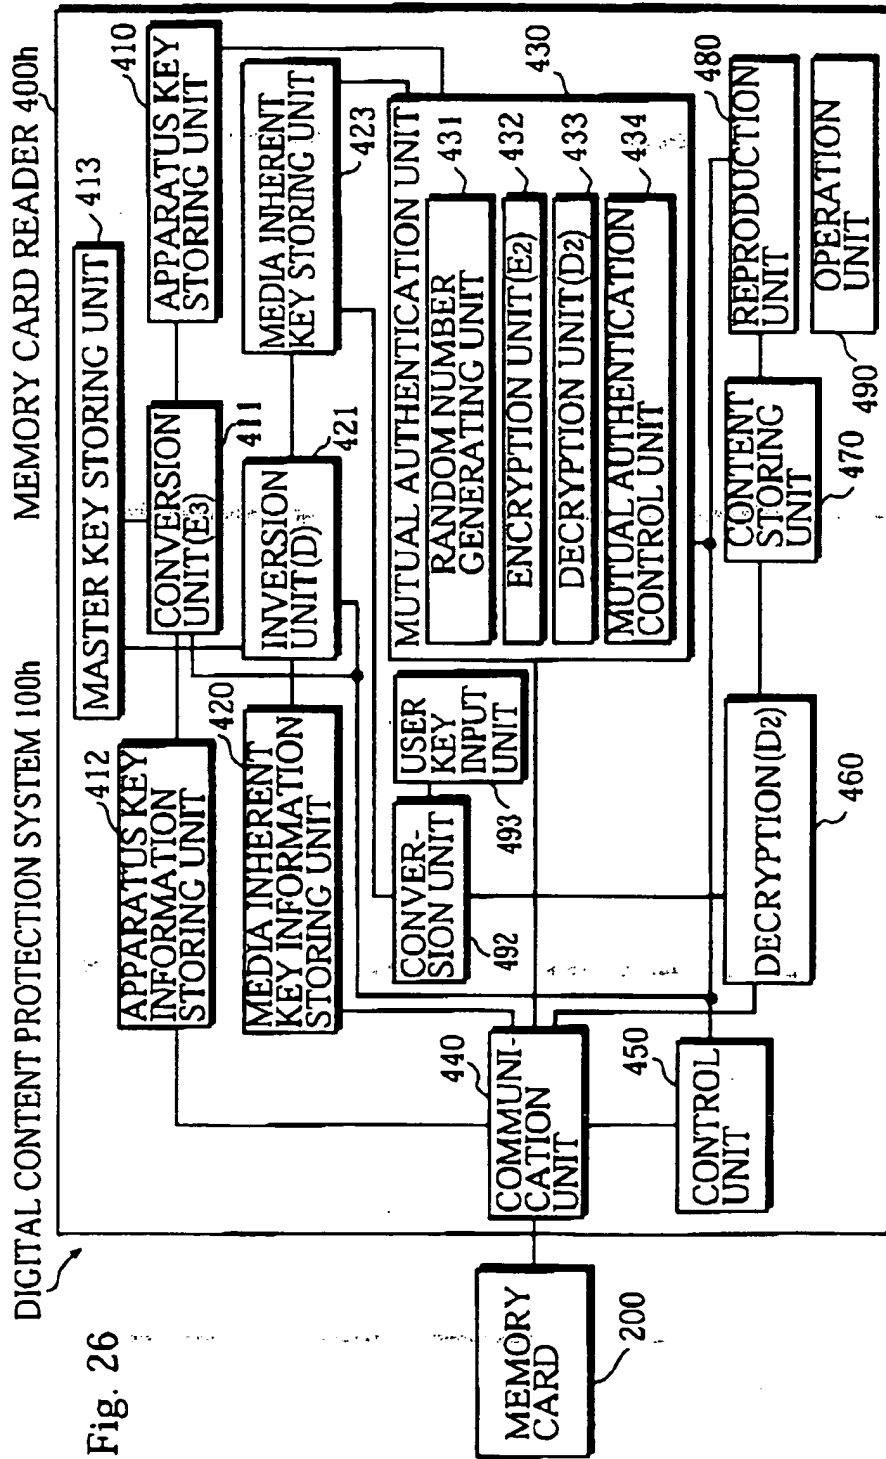 Fig. 26
DIGITAL CONTENT PROTECTION SYSTEM 100h
MEMORY CARD READER 400h
MEMORY
CARD
200
MASTER KEY STORING UNIT
413
APPARATUS KEY
INFORMATION
STORING UNIT
412
CONVERSION
UNIT(E3)
411
APPARATUS KEY
STORING UNIT
410
MEDIA INHERENT
KEY INFORMATION
STORING UNIT
420
INVERSION
UNIT(D)
421
MEDIA INHERENT
KEY STORING UNIT
423
COMMUNI-
CATION
UNIT
440
CONVER-
SION UNIT
492
USER
KEY
INPUT
UNIT
493
MUTUAL AUTHENTICATION UNIT
430
RANDOM NUMBER
GENERATING UNIT
431
ENCRYPTION UNIT(E2)
432
DECRYPTION UNIT(D2)
433
MUTUAL AUTHENTICATION
CONTROL UNIT
434
CONTROL
UNIT
450
DECRYPTION(D2)
460
CONTENT
STORING
UNIT
470
REPRODUCTION
UNIT
480
OPERATION
UNIT
490